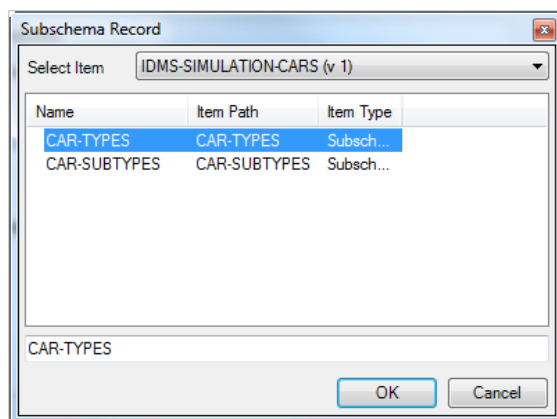 Subschema Record
Select Item IDMS-SIMULATION-CARS (v 1)
Name Item Path Item Type
CAR-TYPES CAR-TYPES Subsch...
CAR-SUBTYPES CAR-SUBTYPES Subsch...
CAR-TYPES
OK Cancel